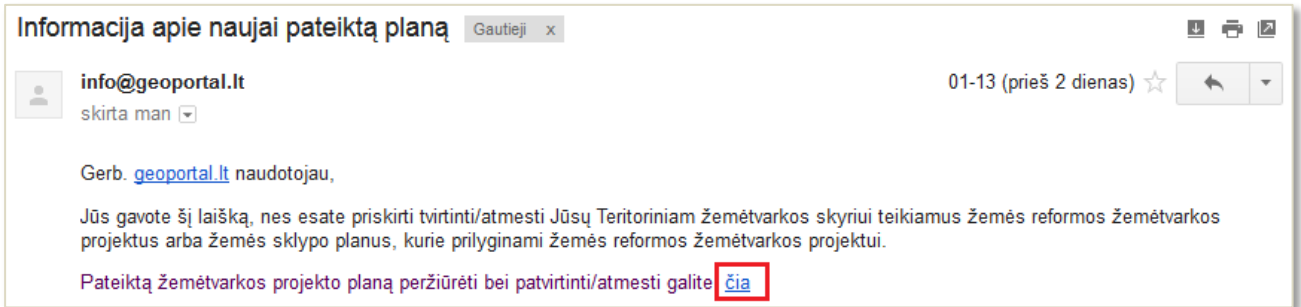 Informacija apie naujai pateiktą planą Gautieji x
info@geoportal.lt 01-13 (prieš 2 dienas)
skirta man
Gerb. geoportal.lt naudotojau,
Jūs gavote šį laišką, nes esate priskirti tvirtinti/atmesti Jūsų Teritoriniam žemėtvarkos skyriui teikiamus žemės reformos žemėtvarkos
projektus arba žemės sklypo planus, kurie prilyginami žemės reformos žemėtvarkos projektui.
Pateiktą žemėtvarkos projekto planą peržiūrėti bei patvirtinti/atmesti galite čia